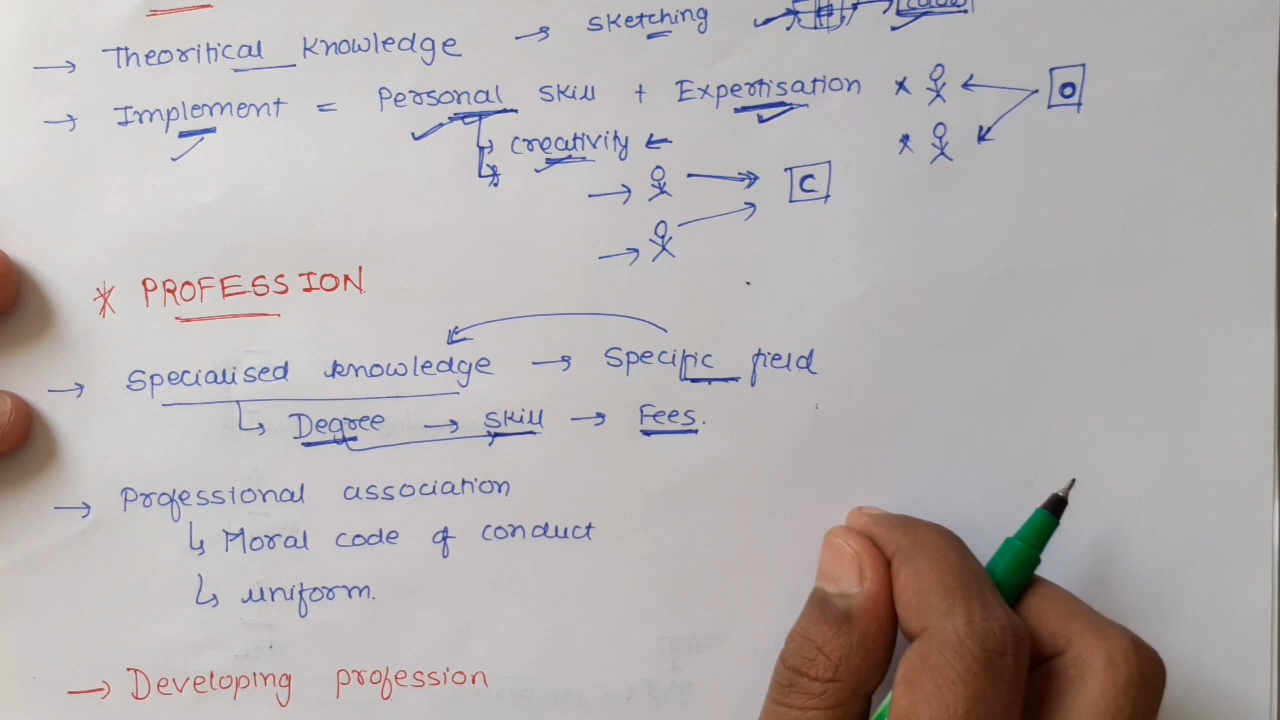 → Theoritical knowledge → sketching
→ Implement = Personal skill + Expertisation
creativity ←
O
C
* PROFESSION
→ Specialised knowledge → Specific field
↳ Degree → skill → Fees.
→ Professional association
↳ Moral code of conduct
↳ uniform.
→ Developing profession